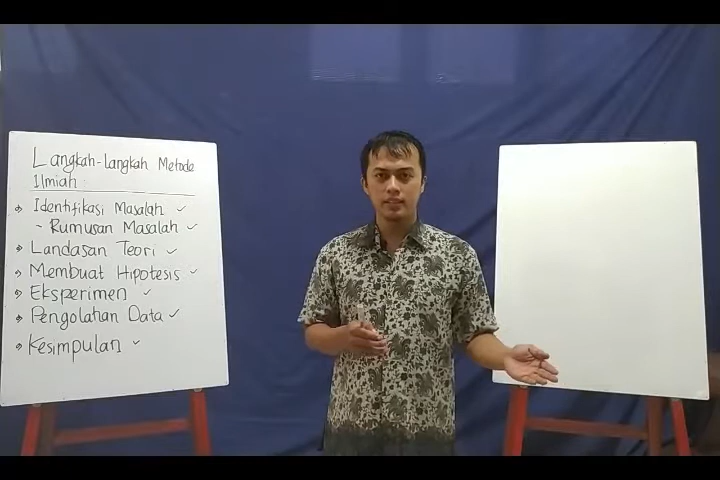 Langkah-langkah Metode
Ilmiah :
→ Identifikasi Masalah ✓
~ Rumusan Masalah ✓
→ Landasan Teori ✓
→ Membuat Hipotesis ✓
→ Eksperimen ✓
→ Pengolahan Data ✓
→ Kesimpulan ✓